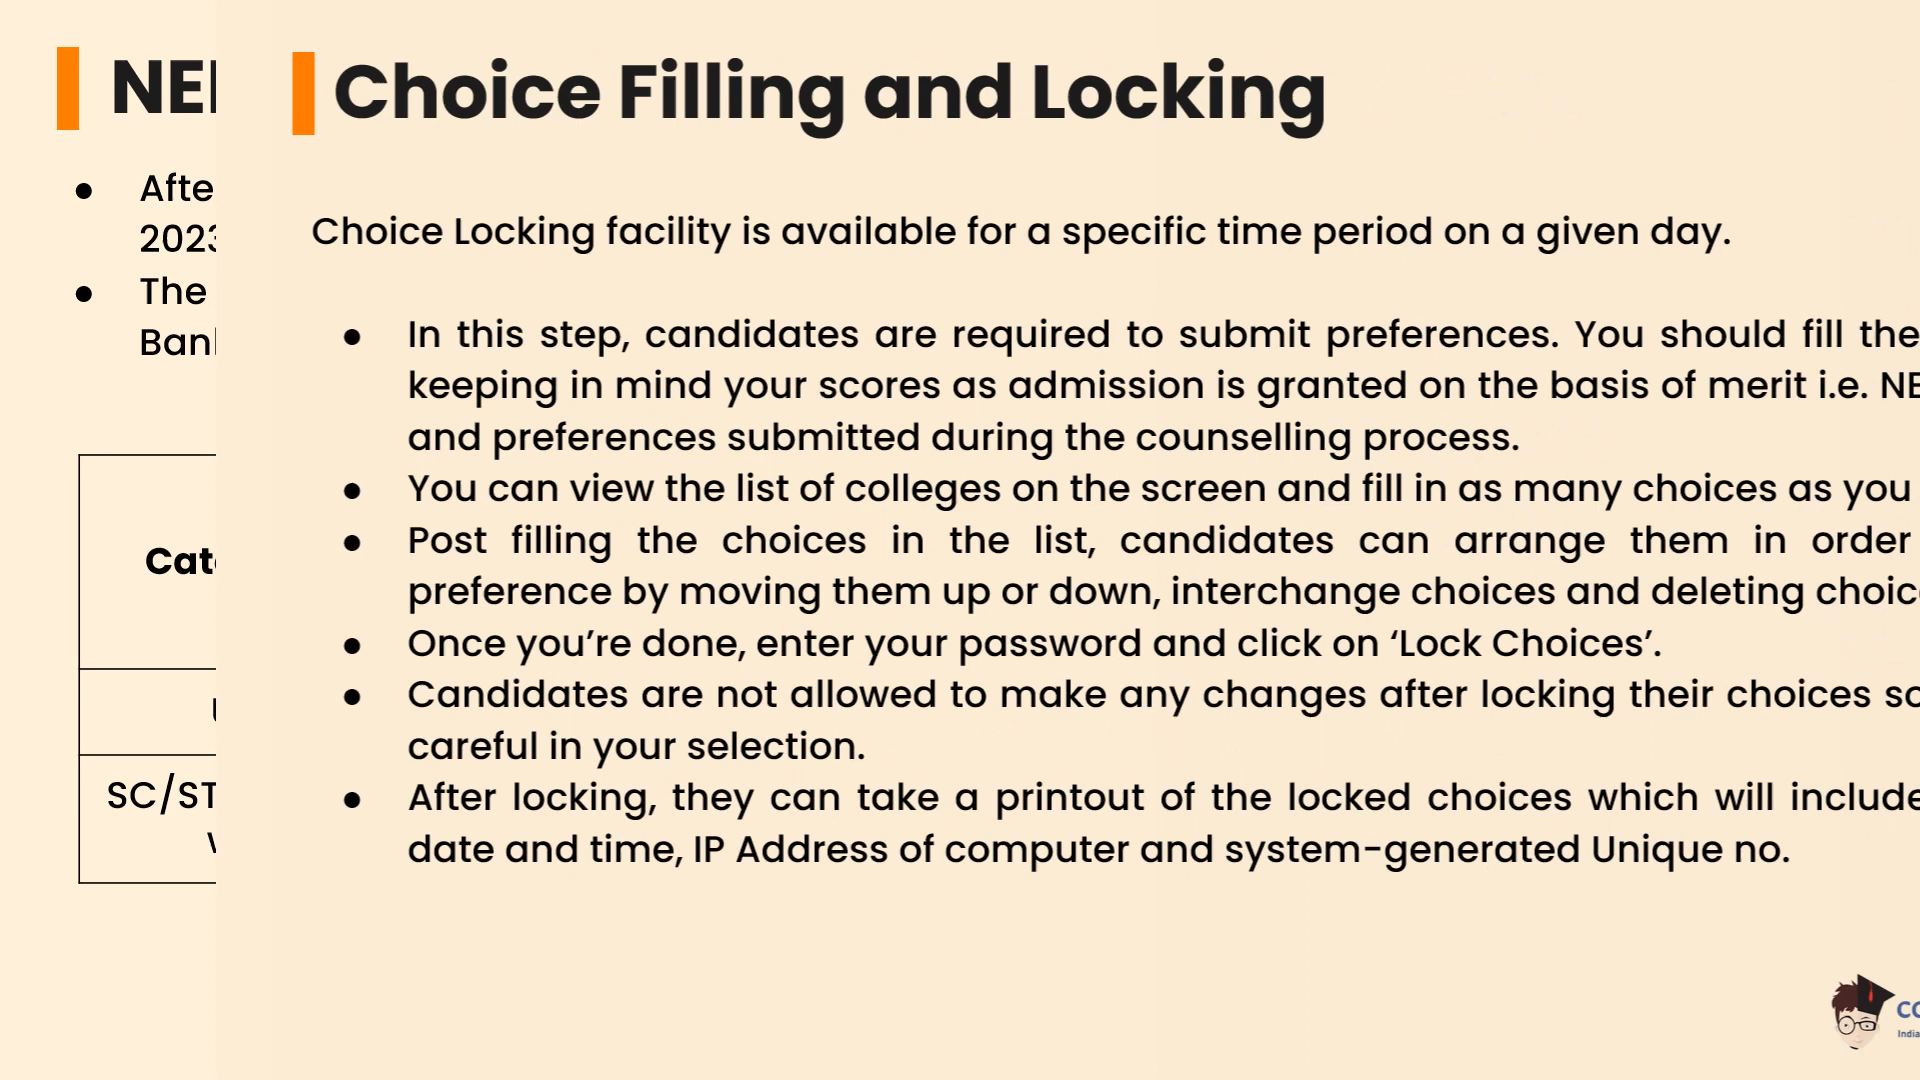 Choice Filling and Locking
Choice Locking facility is available for a specific time period on a given day.
● In this step, candidates are required to submit preferences. You should fill the
keeping in mind your scores as admission is granted on the basis of merit i.e.
and preferences submitted during the counselling process.
● You can view the list of colleges on the screen and fill in as many choices as you
● Post filling the choices in the list, candidates can arrange them in order
preference by moving them up or down, interchange choices and deleting
● Once you’re done, enter your password and click on ‘Lock Choices’.
● Candidates are not allowed to make any changes after locking their choices so
careful in your selection.
● After locking, they can take a printout of the locked choices which will include
date and time, IP Address of computer and system-generated Unique no.
● 
2023
● The
SC/ST